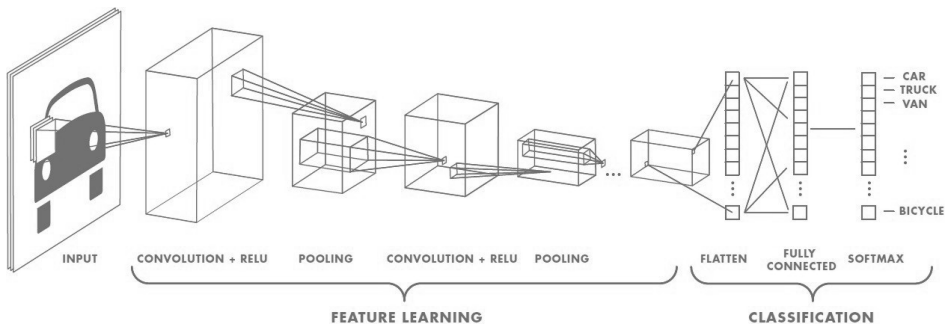 CAR
TRUCK
VAN
BICYCLE
INPUT
CONVOLUTION + RELU
POOLING
CONVOLUTION + RELU
POOLING
FLATTEN
FULLY
CONNECTED
SOFTMAX
FEATURE LEARNING
CLASSIFICATION